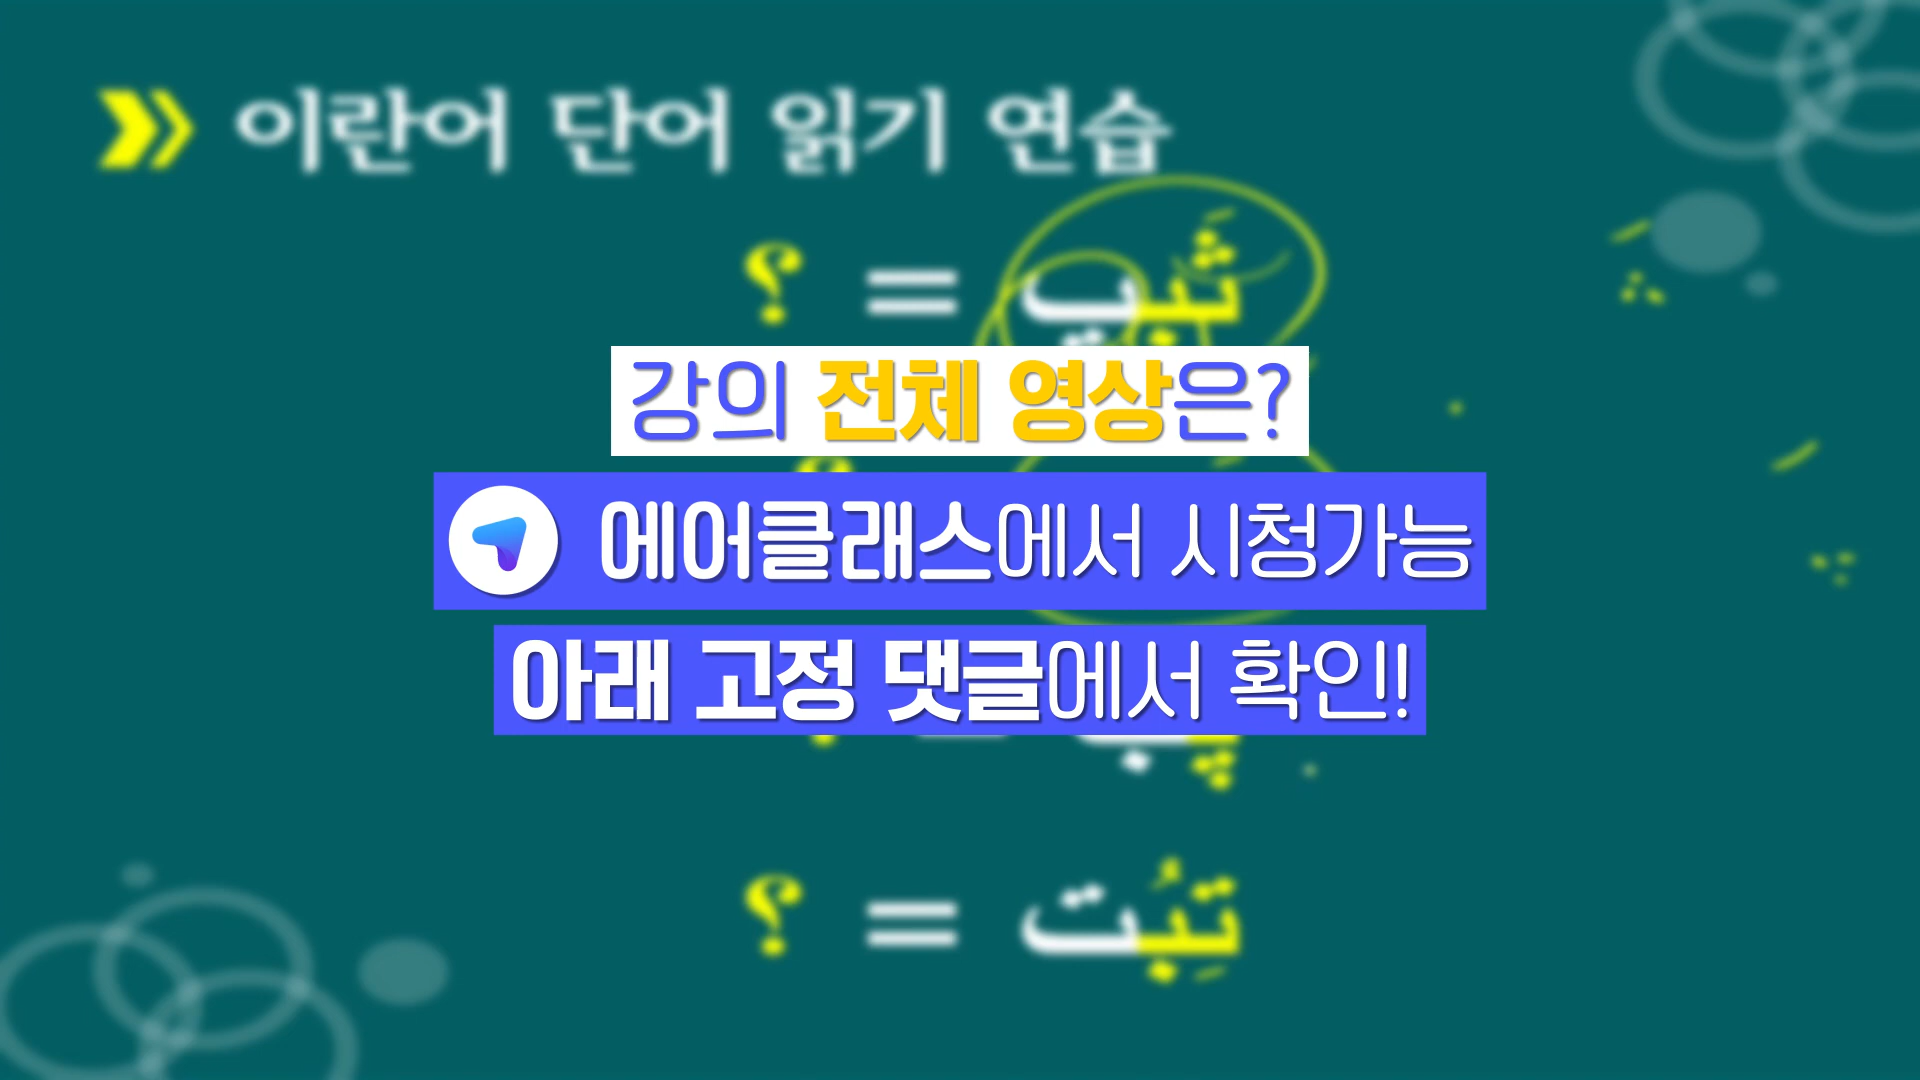 이란어 단어 읽기 연습
؟ =
강의 전체 영상은?
에어클래스에서 시청가능
아래 고정 댓글에서 확인!
؟ = تِبُت